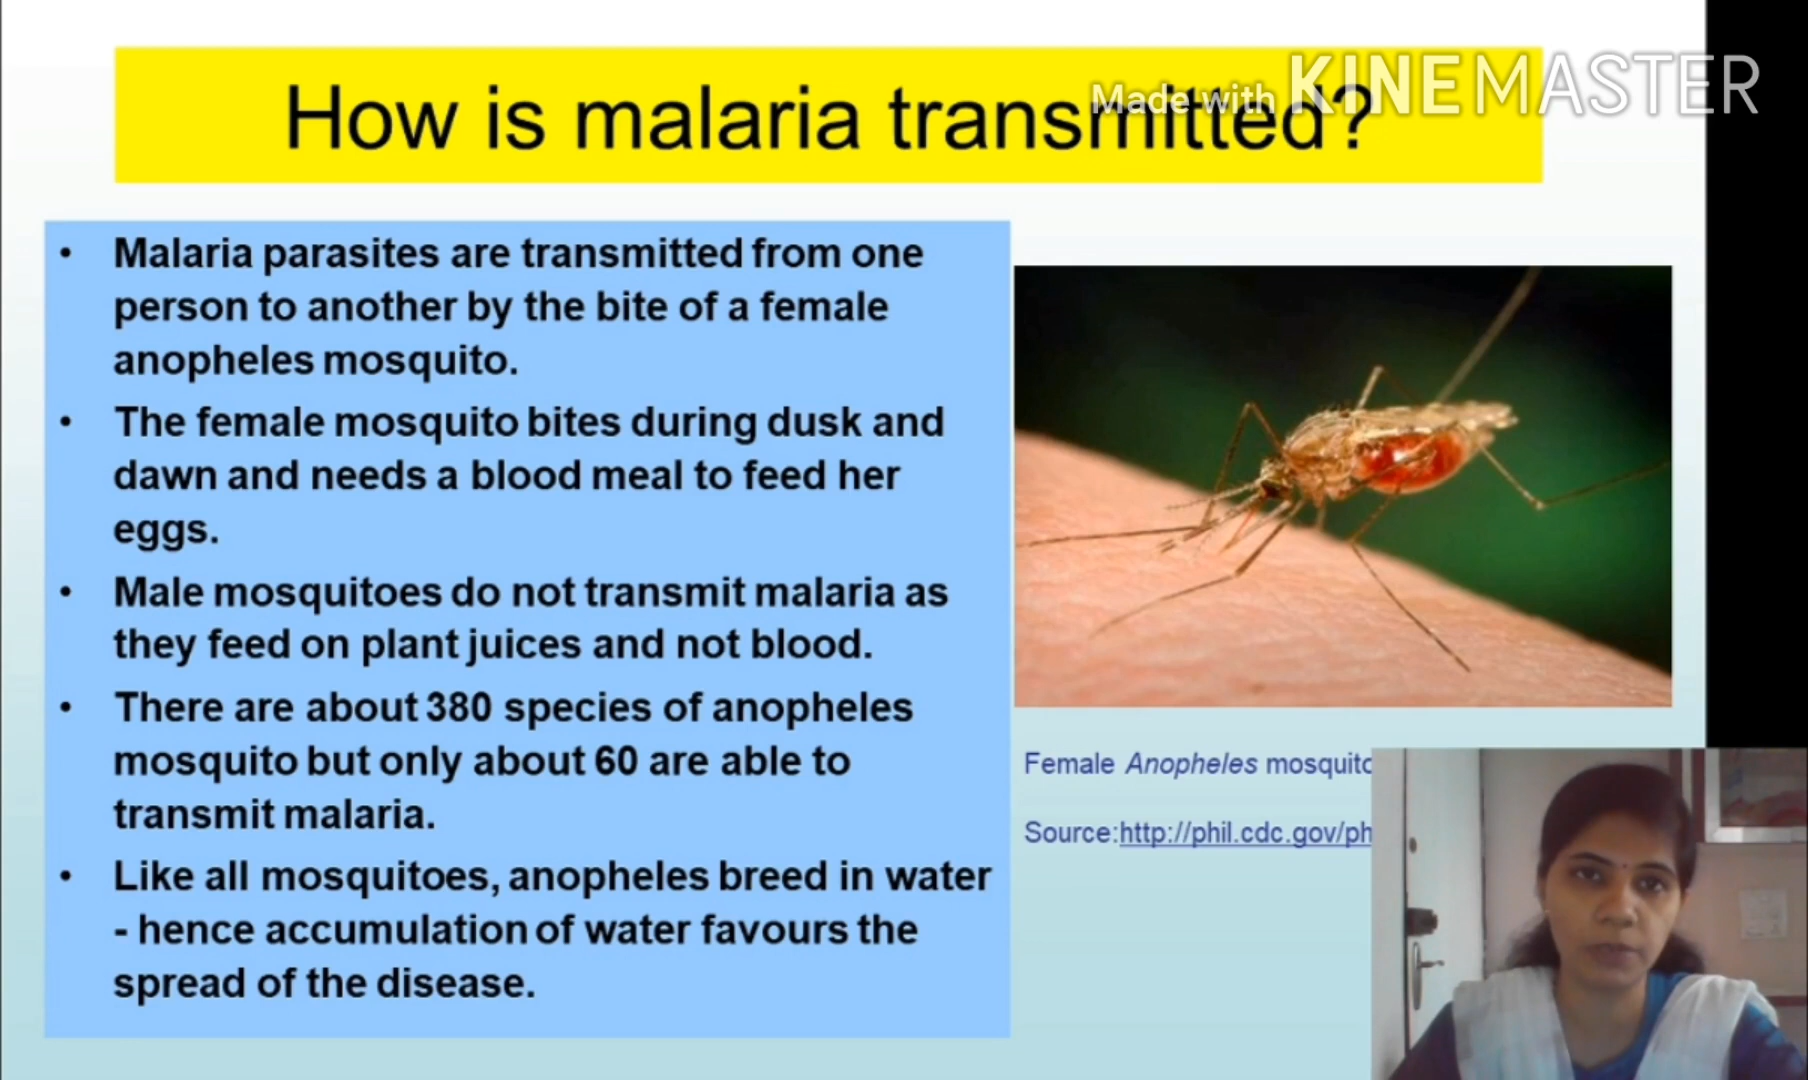 How is malaria transmitted?
Made with KINEMASTER
• Malaria parasites are transmitted from one
person to another by the bite of a female
anopheles mosquito.
• The female mosquito bites during dusk and
dawn and needs a blood meal to feed her
eggs.
• Male mosquitoes do not transmit malaria as
they feed on plant juices and not blood.
• There are about 380 species of anopheles
mosquito but only about 60 are able to
transmit malaria.
• Like all mosquitoes, anopheles breed in water
- hence accumulation of water favours the
spread of the disease.
Female Anopheles mosquito
Source:http://phil.cdc.gov/ph